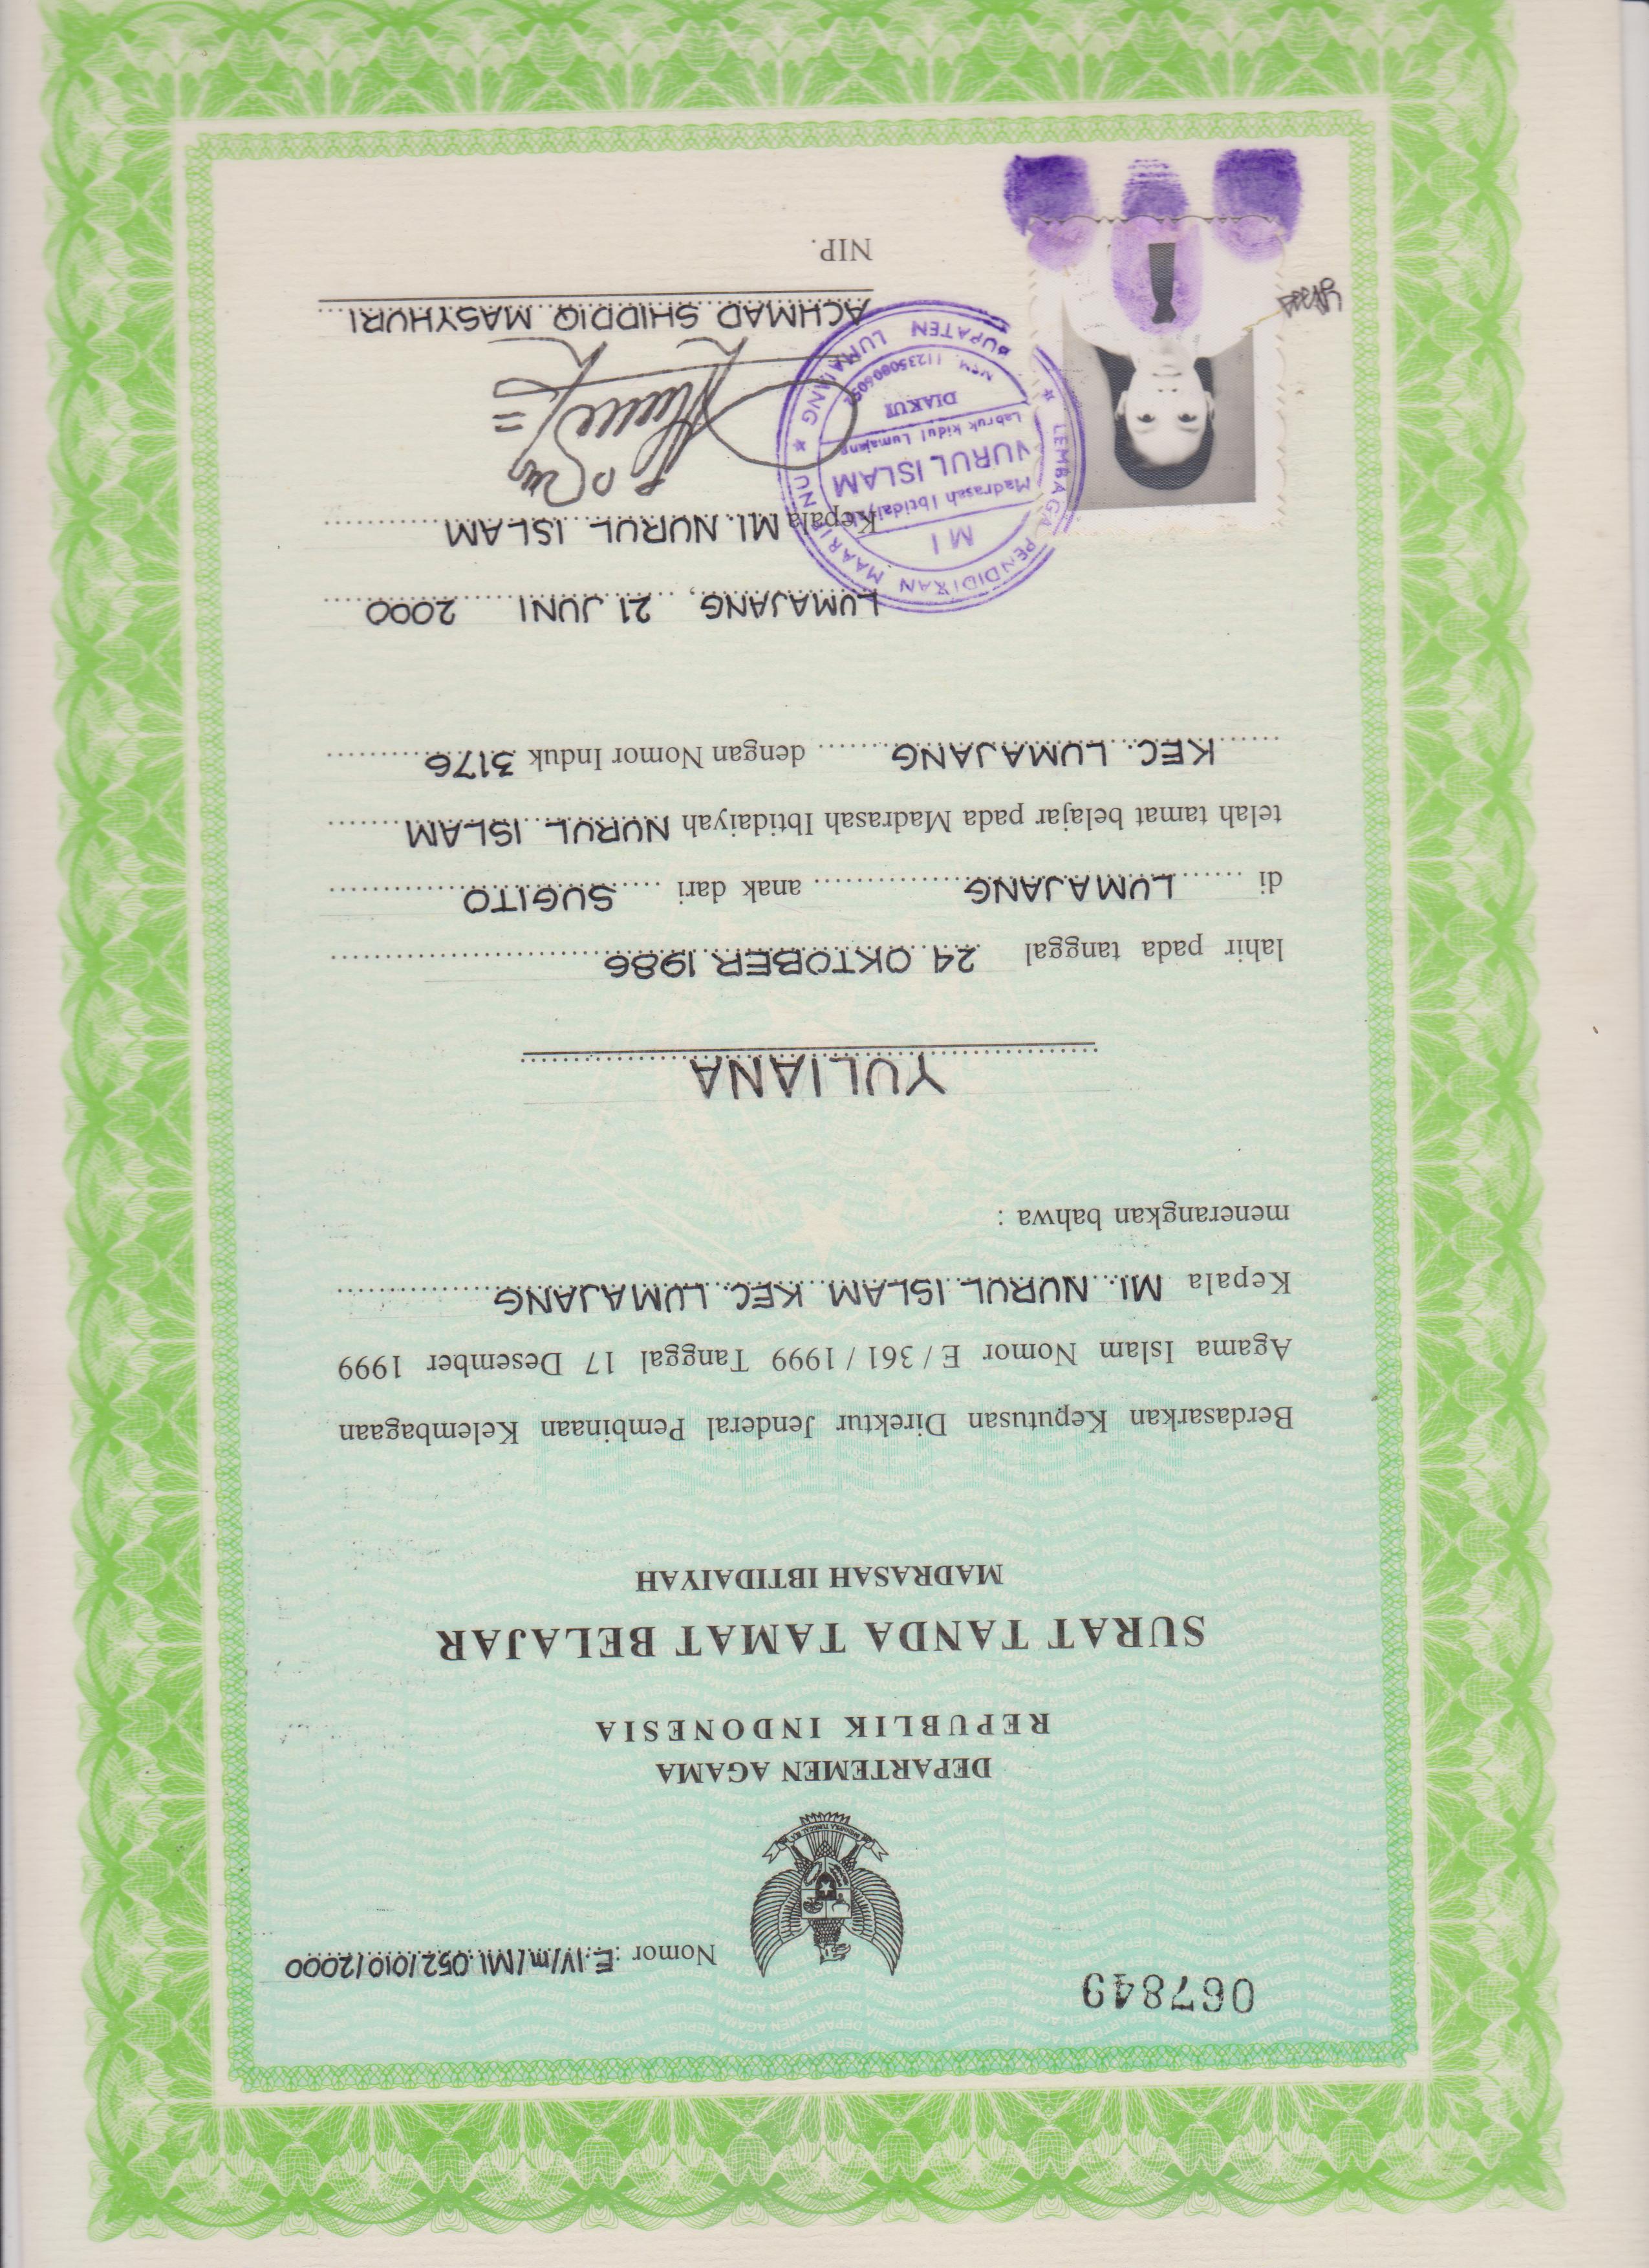 067849
Nomor : E.IV/m/MI.052/010/2000
DEPARTEMEN AGAMA
REPUBLIK INDONESIA
SURAT TANDA TAMAT BELAJAR
MADRASAH IBTIDAIYAH
Berdasarkan Keputusan Direktur Jenderal Pembinaan Kelembagaan
Agama Islam Nomor E / 361 / 1999 Tanggal 17 Desember 1999
Kepala MI. NURUL ISLAM KEC. LUMAJANG
menerangkan bahwa :
YULIANA
lahir pada tanggal 24 OKTOBER 1986
di LUMAJANG anak dari SUGITO
telah tamat belajar pada Madrasah Ibtidaiyah NURUL ISLAM
KEC. LUMAJANG dengan Nomor Induk 3176
LUMAJANG, 21 JUNI 2000
Kepala MI. NURUL ISLAM
LEMBAGA PENDIDIKAN MAARIF NU
MI
Madrasah Ibtidaiyah
NURUL ISLAM
Labruk kidul Lumajang
DIAKUI
LUMAJANG
ACHMAD SHIDDIQ MASYHURI
NIP.